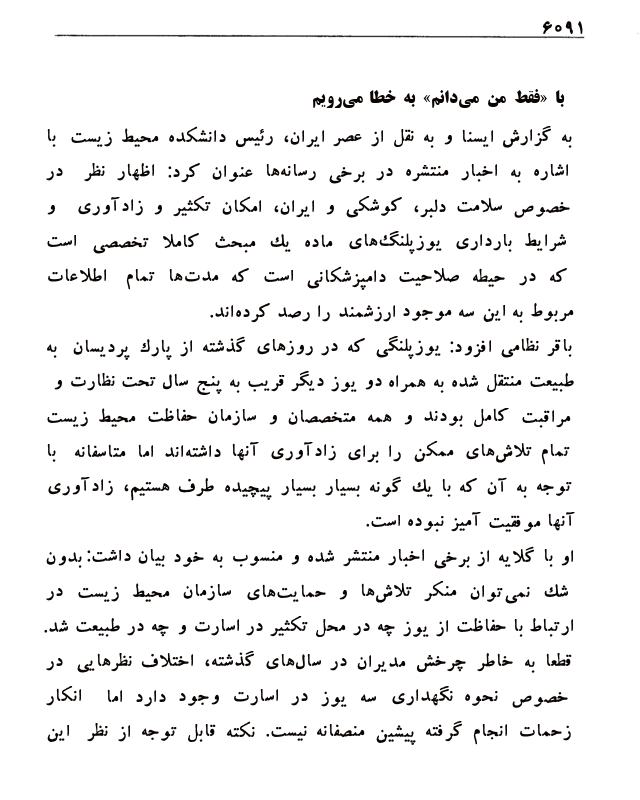 ۶۰۹۱
با «فقط من می‌دانم» به خطا می‌رویم
به گزارش ایسنا و به نقل از عصر ایران، رئیس دانشکده محیط زیست با
اشاره به اخبار منتشره در برخی رسانه‌ها عنوان کرد: اظهار نظر در
خصوص سلامت دلبر، کوشکی و ایران، امکان تکثیر و زادآوری و
شرایط بارداری یوزپلنگ‌های ماده یك مبحث کاملا تخصصی است
که در حیطه صلاحیت دامپزشکانی است که مدت‌ها تمام اطلاعات
مربوط به این سه موجود ارزشمند را رصد کرده‌اند.
باقر نظامی افزود: یوزپلنگی که در روزهای گذشته از پارك پردیسان به
طبیعت منتقل شده به همراه دو یوز دیگر قریب به پنج سال تحت نظارت و
مراقبت کامل بودند و همه متخصصان و سازمان حفاظت محیط زیست
تمام تلاش‌های ممکن را برای زادآوری آنها داشته‌اند اما متاسفانه با
توجه به آن که با یك گونه بسیار بسیار پیچیده طرف هستیم، زادآوری
آنها موفقیت آمیز نبوده است.
او با گلایه از برخی اخبار منتشر شده و منسوب به خود بیان داشت: بدون
شك نمی‌توان منکر تلاش‌ها و حمایت‌های سازمان محیط زیست در
ارتباط با حفاظت از یوز چه در محل تکثیر در اسارت و چه در طبیعت شد.
قطعا به خاطر چرخش مدیران در سال‌های گذشته، اختلاف نظرهایی در
خصوص نحوه نگهداری سه یوز در اسارت وجود دارد اما انکار
زحمات انجام گرفته پیشین منصفانه نیست. نکته قابل توجه از نظر این